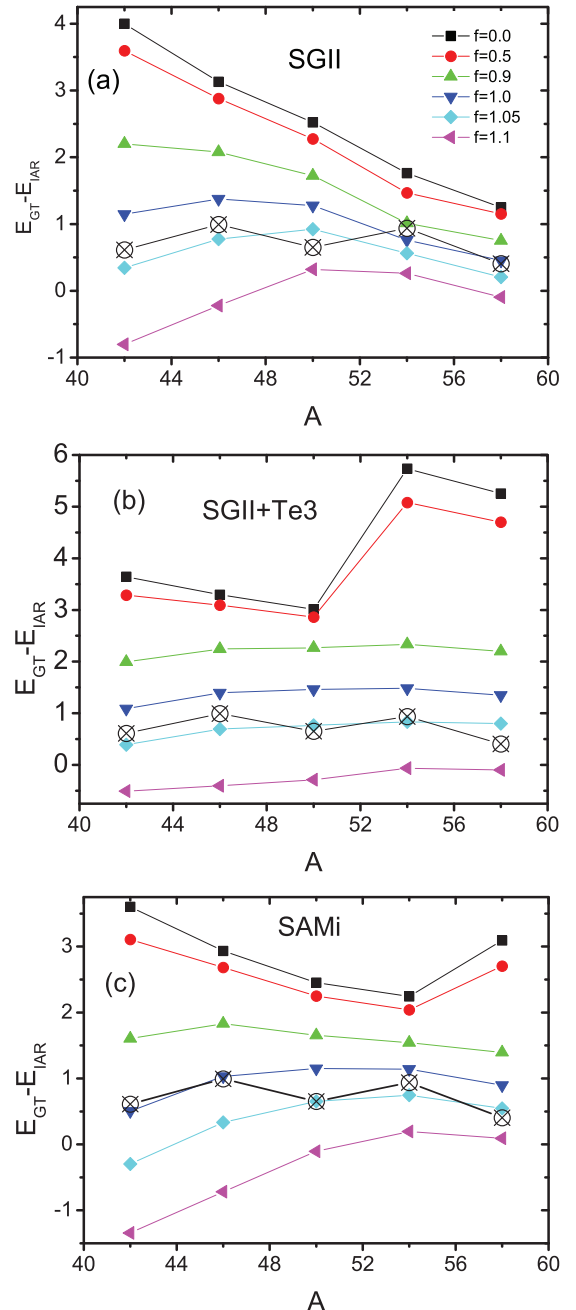 4
3
2
1
0
-1
E_GT-E_IAR
(a)
SGII
f=0.0
f=0.5
f=0.9
f=1.0
f=1.05
f=1.1
40 44 48 52 56 60
A
6
5
4
3
2
1
0
E_GT-E_IAR
(b)
SGII+Te3
40 44 48 52 56 60
A
3
2
1
0
-1
E_GT-E_IAR
SAMi
(c)
40 44 48 52 56 60
A